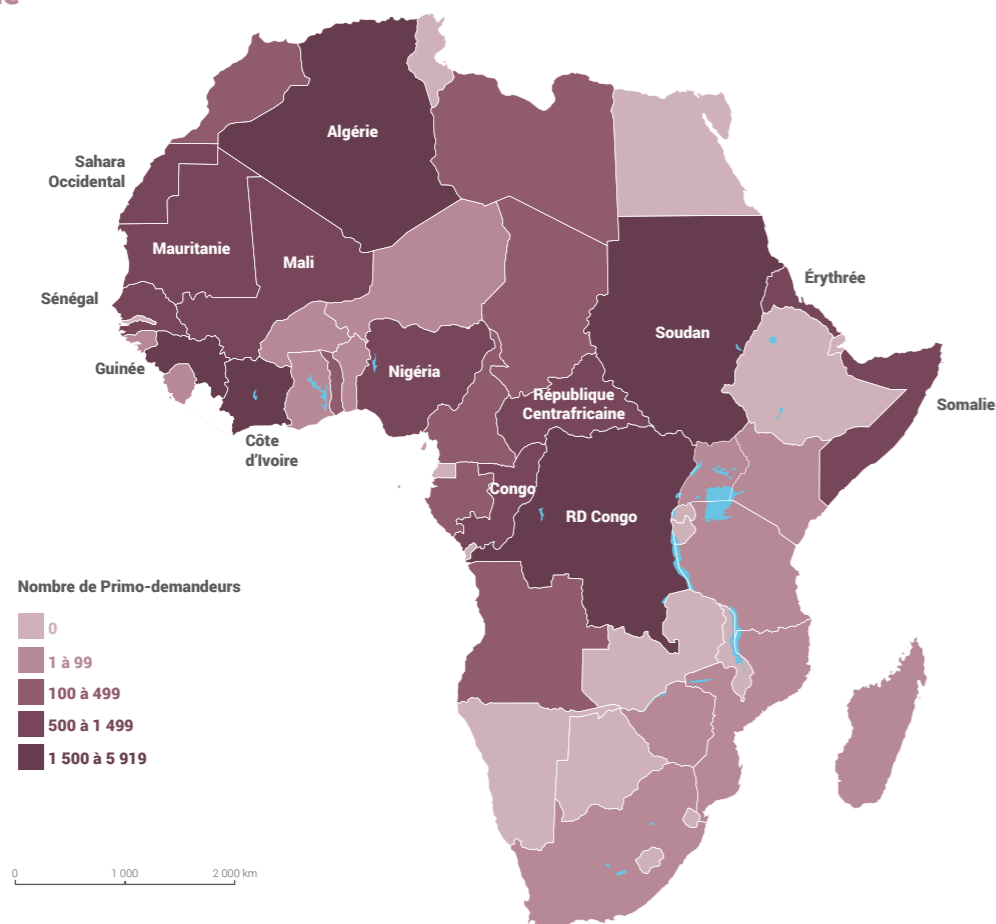 Algérie
Sahara
Occidental
Mauritanie
Mali
Érythrée
Sénégal
Soudan
Guinée
Nigéria
République
Centrafricaine
Somalie
Côte
d'Ivoire
Congo
RD Congo
Nombre de Primo-demandeurs
0
1 à 99
100 à 499
500 à 1 499
1 500 à 5 919
0 1 000 2 000 km